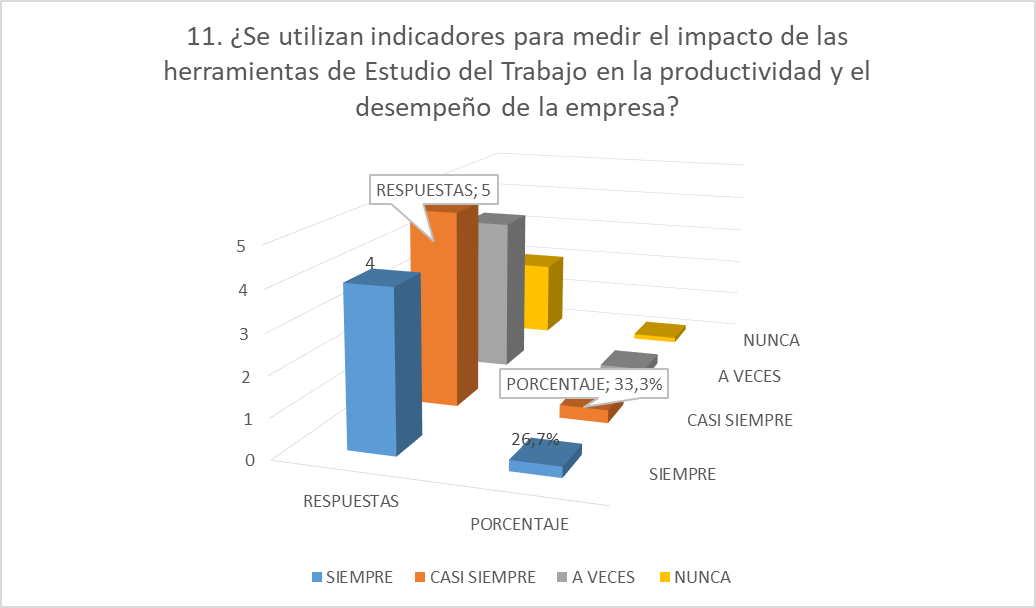 11. ¿Se utilizan indicadores para medir el impacto de las
herramientas de Estudio del Trabajo en la productividad y el
desempeño de la empresa?
RESPUESTAS; 5
5
4
4
3
2
1
0
NUNCA
A VECES
PORCENTAJE; 33,3%
CASI SIEMPRE
26,7%
SIEMPRE
RESPUESTAS
PORCENTAJE
SIEMPRE CASI SIEMPRE A VECES NUNCA